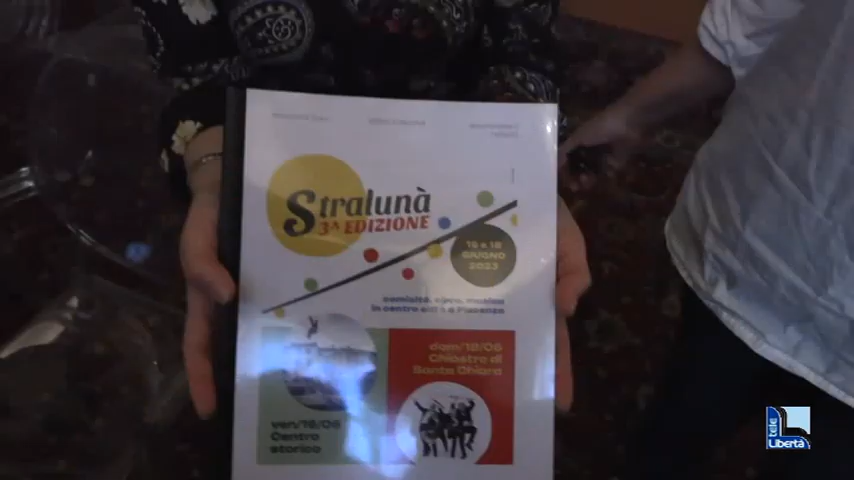 Stralunà
3ᴬ EDIZIONE
16 e 18
GIUGNO
2023
comicità, circo, musica
in centro città a Piacenza
dom/18/06
Chiostro di
Santa Chiara
ven/16/06
Centro
storico
tele
Libertà